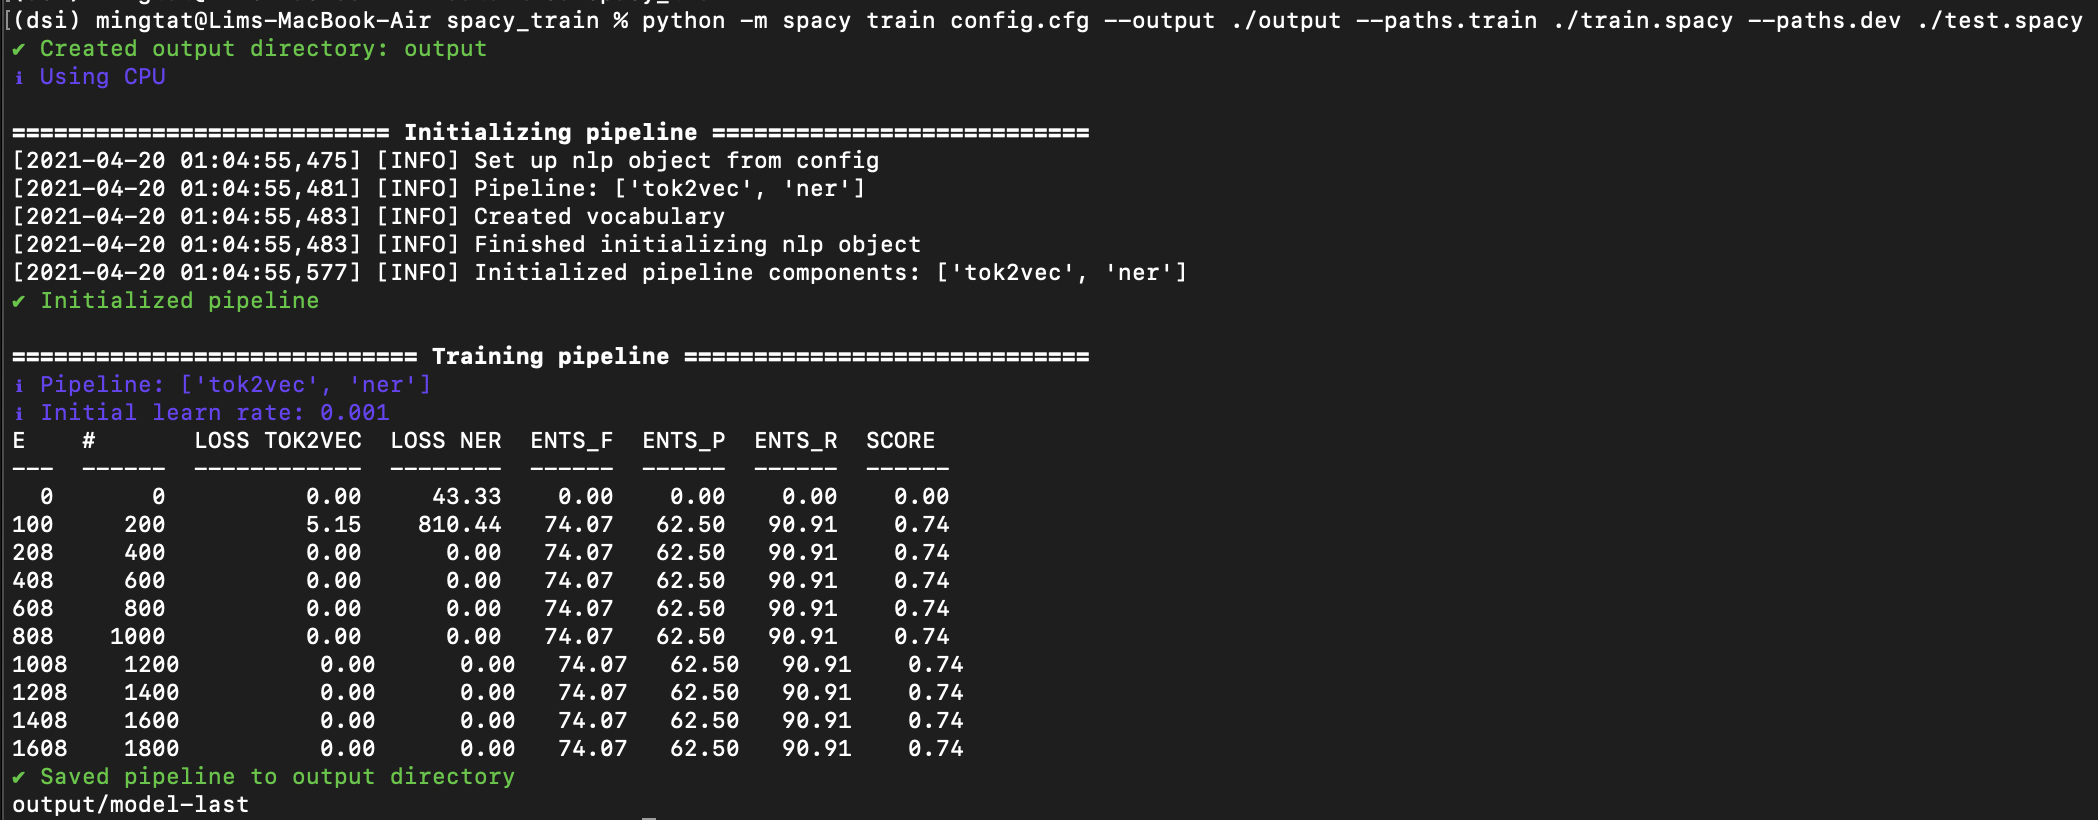 (dsi) mingtat@Lims-MacBook-Air spacy_train % python -m spacy train config.cfg --output ./output --paths.train ./train.spacy --paths.dev ./test.spacy
✔ Created output directory: output
ℹ Using CPU
=========================== Initializing pipeline ===========================
[2021-04-20 01:04:55,475] [INFO] Set up nlp object from config
[2021-04-20 01:04:55,481] [INFO] Pipeline: ['tok2vec', 'ner']
[2021-04-20 01:04:55,483] [INFO] Created vocabulary
[2021-04-20 01:04:55,483] [INFO] Finished initializing nlp object
[2021-04-20 01:04:55,577] [INFO] Initialized pipeline components: ['tok2vec', 'ner']
✔ Initialized pipeline
============================= Training pipeline =============================
ℹ Pipeline: ['tok2vec', 'ner']
ℹ Initial learn rate: 0.001
E    #       LOSS TOK2VEC  LOSS NER  ENTS_F  ENTS_P  ENTS_R  SCORE
---  ------  ------------  --------  ------  ------  ------  ------
  0       0          0.00     43.33    0.00    0.00    0.00    0.00
100     200          5.15    810.44   74.07   62.50   90.91    0.74
208     400          0.00      0.00   74.07   62.50   90.91    0.74
408     600          0.00      0.00   74.07   62.50   90.91    0.74
608     800          0.00      0.00   74.07   62.50   90.91    0.74
808    1000          0.00      0.00   74.07   62.50   90.91    0.74
1008    1200          0.00      0.00   74.07   62.50   90.91    0.74
1208    1400          0.00      0.00   74.07   62.50   90.91    0.74
1408    1600          0.00      0.00   74.07   62.50   90.91    0.74
1608    1800          0.00      0.00   74.07   62.50   90.91    0.74
✔ Saved pipeline to output directory
output/model-last